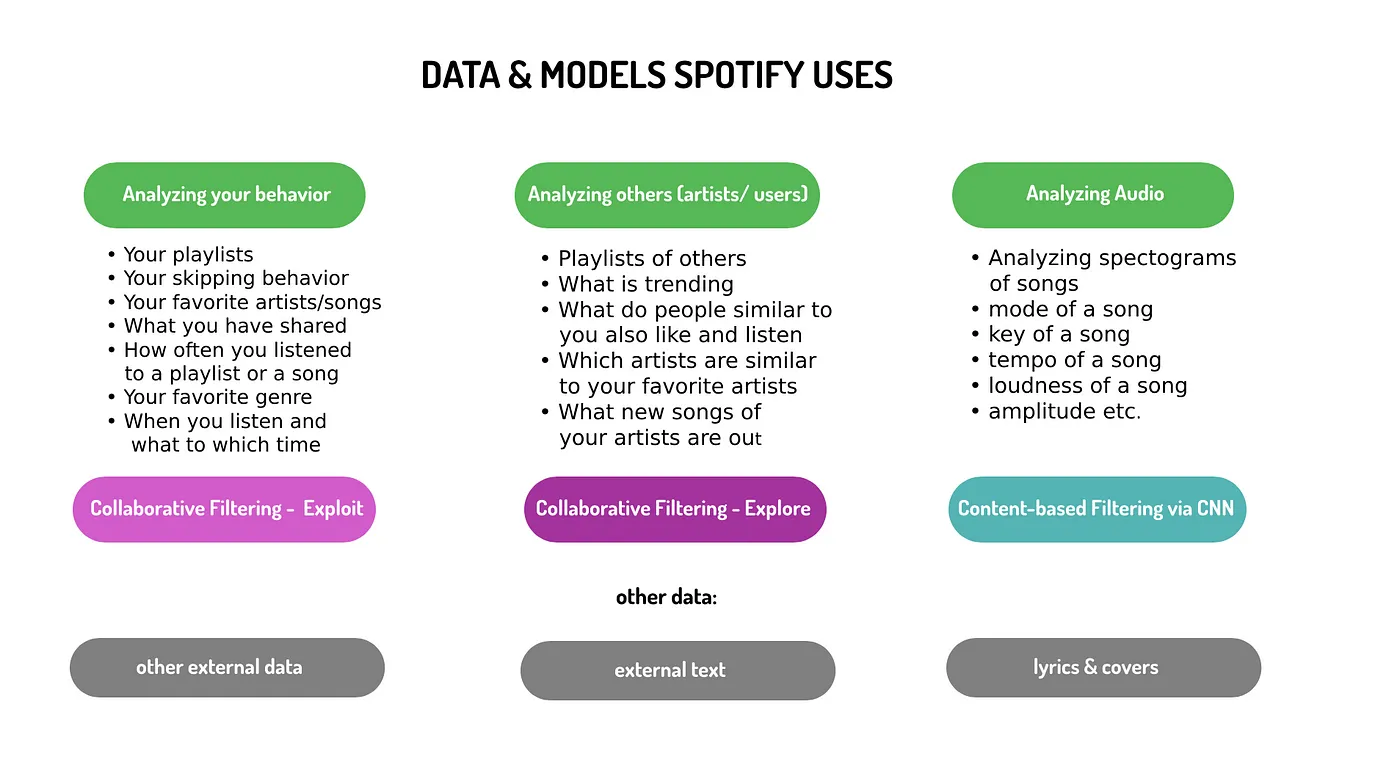 DATA & MODELS SPOTIFY USES
Analyzing your behavior
• Your playlists
• Your skipping behavior
• Your favorite artists/songs
• What you have shared
• How often you listened
to a playlist or a song
• Your favorite genre
• When you listen and
what to which time
Collaborative Filtering - Exploit
Analyzing others (artists/ users)
• Playlists of others
• What is trending
• What do people similar to
you also like and listen
• Which artists are similar
to your favorite artists
• What new songs of
your artists are out
Collaborative Filtering - Explore
Analyzing Audio
• Analyzing spectograms
of songs
• mode of a song
• key of a song
• tempo of a song
• loudness of a song
• amplitude etc.
Content-based Filtering via CNN
other data:
other external data
external text
lyrics & covers